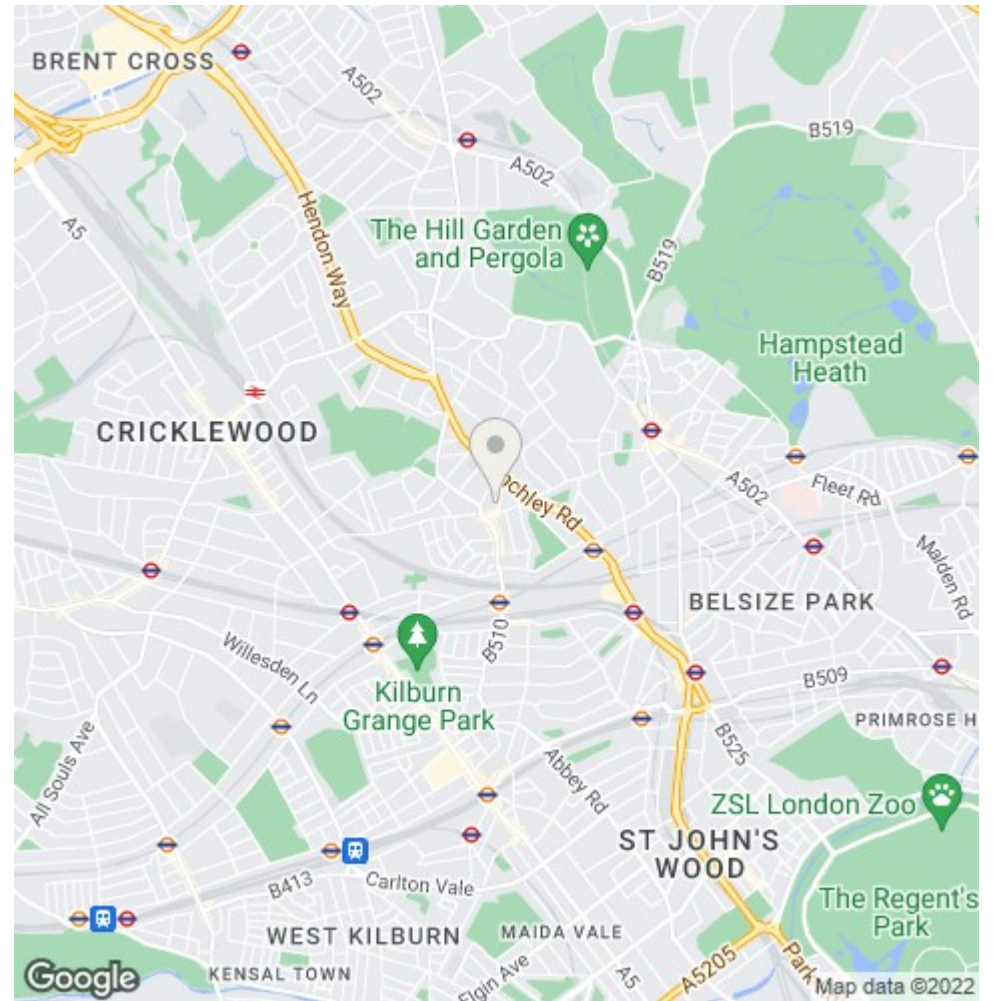 BRENT CROSS
A502
B519
A502
A5
Hendon Way
The Hill Garden
and Pergola
B519
Hampstead
Heath
CRICKLEWOOD
ochley Rd
A502
Fleet Rd
Malden Rd
BELSIZE PARK
B510
Willesden Ln
Kilburn
Grange Park
B509
PRIMROSE H
B525
All Souls Ave
Abbey Rd
ZSL London Zoo
ST JOHN'S
WOOD
B413
Carlton Vale
The Regent's
Park
WEST KILBURN
MAIDA VALE
KENSAL TOWN
Elgin Ave
A5
A5205
Park
Google
Map data ©2022